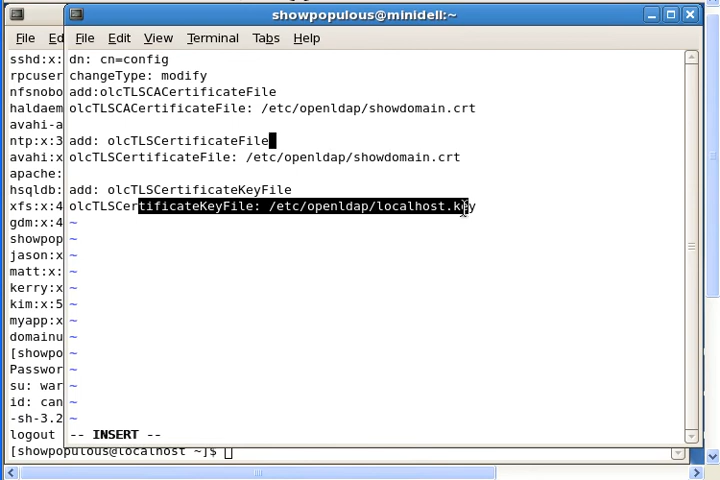 showpopulous@minidell:~
File Ed
File Edit View Terminal Tabs Help
sshd:x:
rpcuser
nfsnobo
haldaem
avahi-a
ntp:x:3
avahi:x
apache:
hsqldb:
xfs:x:4
gdm:x:4
showpop
jason:x
matt:x:
kerry:x
kim:x:5
myapp:x
domainu
[showpo
Passwor
su: war
id: can
-sh-3.2
logout
[showpopulous@localhost ~]$
dn: cn=config
changeType: modify
add:olcTLSCACertificateFile
olcTLSCACertificateFile: /etc/openldap/showdomain.crt
add: olcTLSCertificateFile
olcTLSCertificateFile: /etc/openldap/showdomain.crt
add: olcTLSCertificateKeyFile
olcTLSCertificateKeyFile: /etc/openldap/localhost.key
~
~
~
~
~
~
~
~
~
~
~
~
~
-- INSERT --